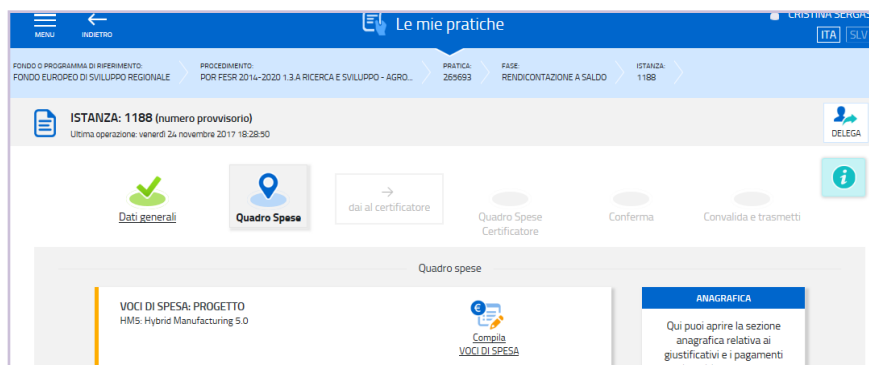 CRISTINA SERGAS
MENU
INDIETRO
Le mie pratiche
ITA SLV
FONDO O PROGRAMMA DI RIFERIMENTO:
FONDO EUROPEO DI SVILUPPO REGIONALE
PROCEDIMENTO:
POR FESR 2014-2020 1.3.A RICERCA E SVILUPPO - AGRO...
PRATICA:
265693
FASE:
RENDICONTAZIONE A SALDO
ISTANZA:
1188
ISTANZA: 1188 (numero provvisorio)
Ultima operazione: venerdì 24 novembre 2017 18:28:50
DELEGA
Dati generali
Quadro Spese
dai al certificatore
Quadro Spese
Certificatore
Conferma
Convalida e trasmetti
Quadro spese
VOCI DI SPESA: PROGETTO
HM5: Hybrid Manufacturing 5.0
Compila
VOCI DI SPESA
ANAGRAFICA
Qui puoi aprire la sezione
anagrafica relativa ai
giustificativi e i pagamenti